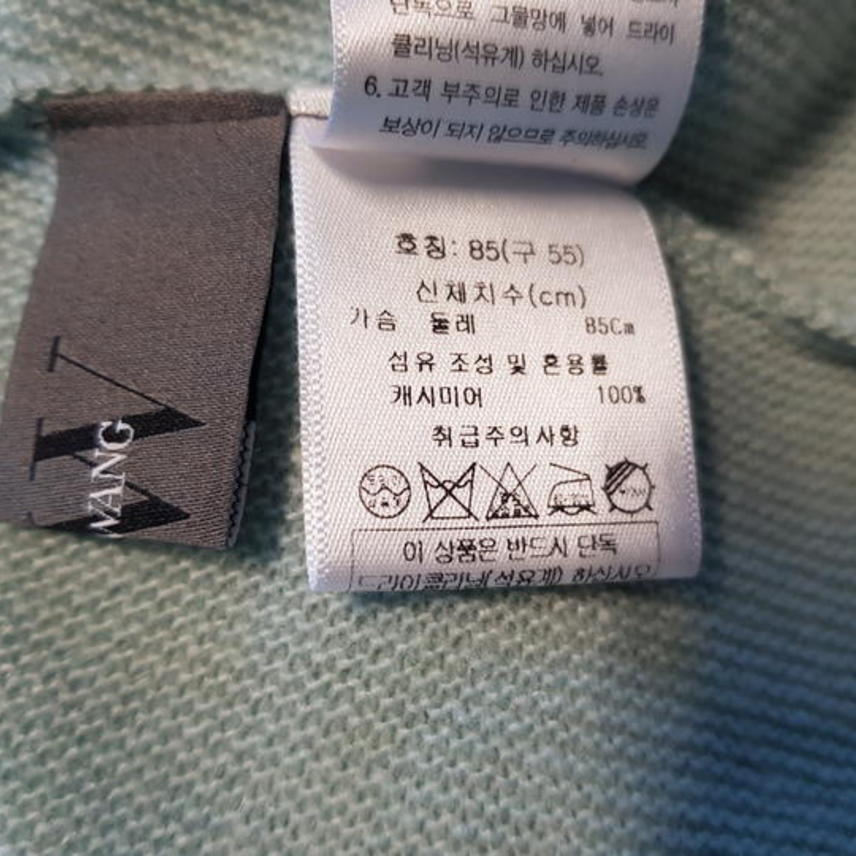 단독으로 그물망에 넣어 드라이
클리닝(석유계) 하십시오.
6. 고객 부주의로 인한 제품 손상은
보상이 되지 않으므로 주의하십시오
호칭: 85(구 55)
신체치수(cm)
가슴 둘레 85Cm
섬유 조성 및 혼용률
캐시미어 100%
취급주의사항
이 상품은 반드시 단독
드라이클리닝(석유계) 하십시오
W
WANG